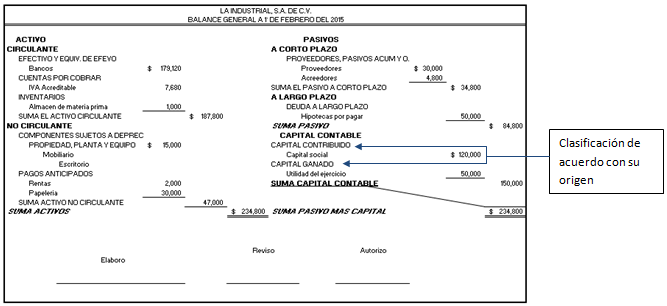 LA INDUSTRIAL, S.A. DE C.V.
BALANCE GENERAL A 1° DE FEBRERO DEL 2015
ACTIVO
CIRCULANTE
EFECTIVO Y EQUIV. DE EFEVO
Bancos $ 179,120
CUENTAS POR COBRAR
IVA Acreditable 7,680
INVENTARIOS
Almacen de materia prima 1,000
SUMA EL ACTIVO CIRCULANTE $ 187,800
NO CIRCULANTE
COMPONENTES SUJETOS A DEPREC
PROPIEDAD, PLANTA Y EQUIPO $ 15,000
Mobiliario
Escritorio
PAGOS ANTICIPADOS
Rentas 2,000
Papeleria 30,000
SUMA ACTIVO NO CIRCULANTE 47,000
SUMA ACTIVOS $ 234,800
PASIVOS
A CORTO PLAZO
PROVEEDORES, PASIVOS ACUM Y O.
Proveedores $ 30,000
Acreedores 4,800
SUMA EL PASIVO A CORTO PLAZO $ 34,800
A LARGO PLAZO
DEUDA A LARGO PLAZO
Hipotecas por pagar 50,000
SUMA PASIVO $ 84,800
CAPITAL CONTABLE
CAPITAL CONTRIBUIDO
Capital social $ 120,000
CAPITAL GANADO
Utilidad del ejercicio 50,000
SUMA CAPITAL CONTABLE 150,000
SUMA PASIVO MAS CAPITAL $ 234,800
Elaboro
Reviso
Autorizo
Clasificación de
acuerdo con su
origen